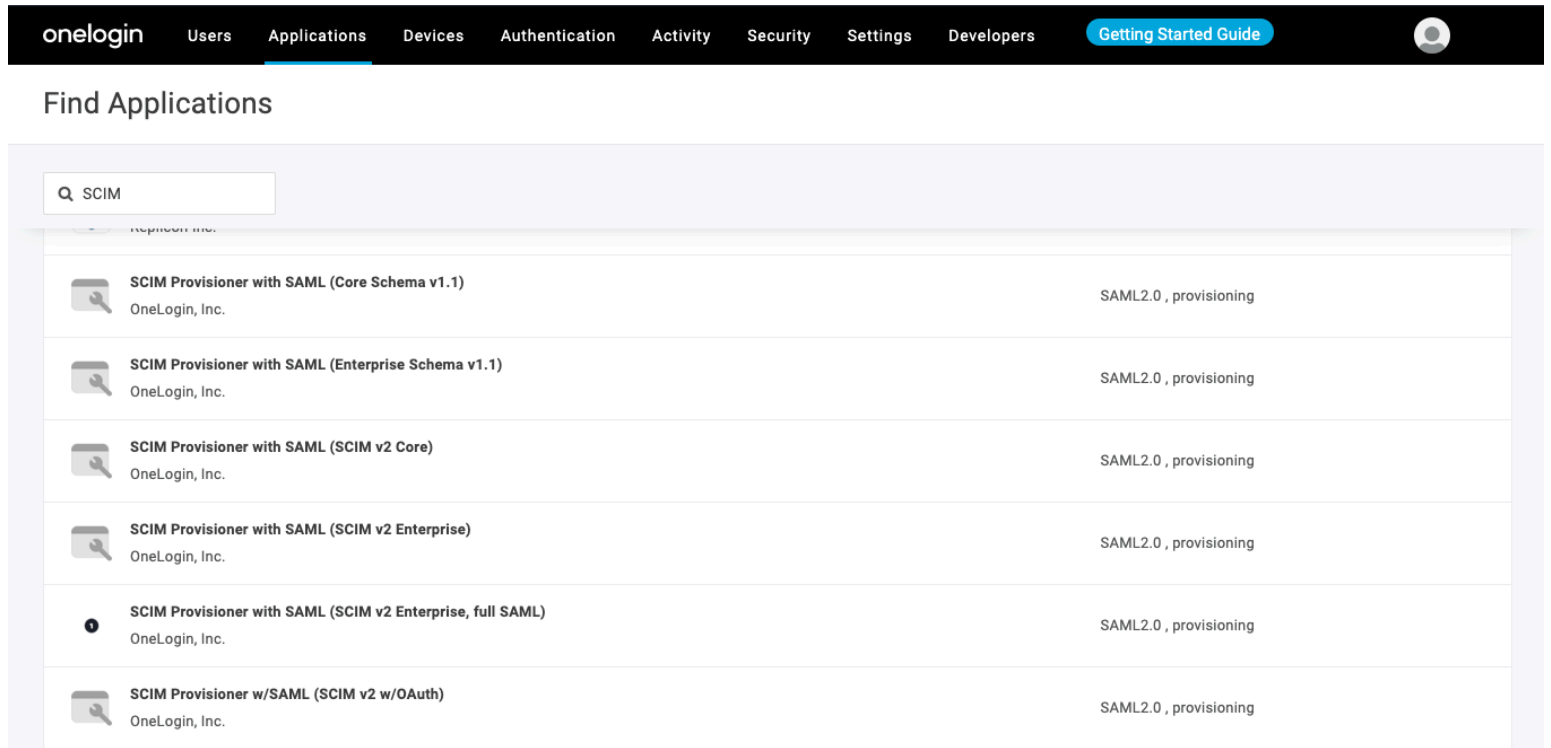 onelogin Users Applications Devices Authentication Activity Security Settings Developers Getting Started Guide
Find Applications
SCIM
Replicon Inc.
SCIM Provisioner with SAML (Core Schema v1.1)
OneLogin, Inc.
SAML2.0 , provisioning
SCIM Provisioner with SAML (Enterprise Schema v1.1)
OneLogin, Inc.
SAML2.0 , provisioning
SCIM Provisioner with SAML (SCIM v2 Core)
OneLogin, Inc.
SAML2.0 , provisioning
SCIM Provisioner with SAML (SCIM v2 Enterprise)
OneLogin, Inc.
SAML2.0 , provisioning
SCIM Provisioner with SAML (SCIM v2 Enterprise, full SAML)
OneLogin, Inc.
SAML2.0 , provisioning
SCIM Provisioner w/SAML (SCIM v2 w/OAuth)
OneLogin, Inc.
SAML2.0 , provisioning